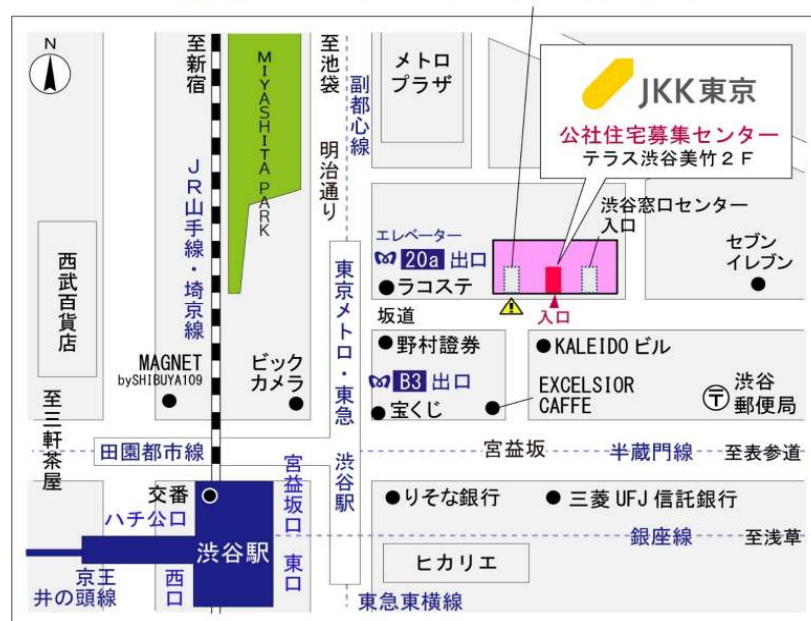 N
至新宿
MIYASHITA PARK
至池袋
副都心線
明治通り
メトロ
プラザ
JKK東京
公社住宅募集センター
テラス渋谷美竹2F
JR山手線・埼京線
西武百貨店
エレベーター
20a 出口
ラコステ
渋谷窓口センター
入口
セブン
イレブン
入口
坂道
東京メトロ・東急 渋谷駅
野村證券
KALEIDO ビル
MAGNET
bySHIBUYA109
ビック
カメラ
B3 出口
宝くじ
EXCELSIOR
CAFFE
渋谷
郵便局
至三軒茶屋
田園都市線
宮益坂
半蔵門線
至表参道
交番
ハチ公口
宮益坂口
りそな銀行
三菱UFJ信託銀行
渋谷駅
銀座線
至浅草
京王
井の頭線
西口
東口
ヒカリエ
東急東横線